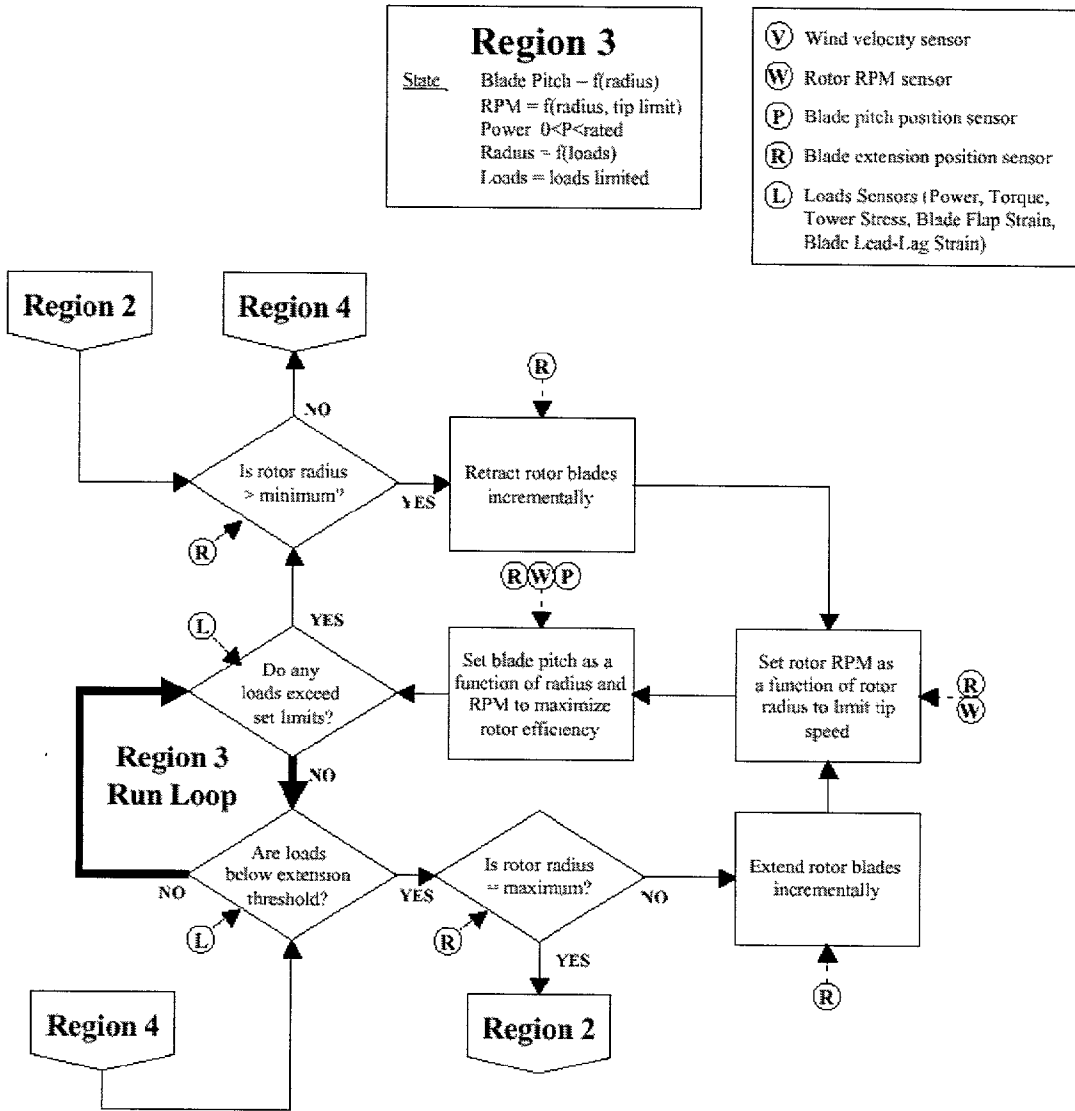 Region 3
State Blade Pitch = f(radius)
RPM = f(radius, tip limit)
Power 0<P<rated
Radius = f(loads)
Loads = loads limited
V Wind velocity sensor
W Rotor RPM sensor
P Blade pitch position sensor
R Blade extension position sensor
L Loads Sensors (Power, Torque,
Tower Stress, Blade Flap Strain,
Blade Lead-Lag Strain)
Region 2
Region 4
R
NO
Is rotor radius
> minimum?
YES
Retract rotor blades
incrementally
R
R W P
YES
L
Do any
loads exceed
set limits?
Set blade pitch as a
function of radius and
RPM to maximize
rotor efficiency
Set rotor RPM as
a function of rotor
radius to limit tip
speed
R
W
Region 3
Run Loop
NO
Are loads
below extension
threshold?
NO
YES
Is rotor radius
= maximum?
NO
Extend rotor blades
incrementally
L
R
YES
R
Region 4
Region 2